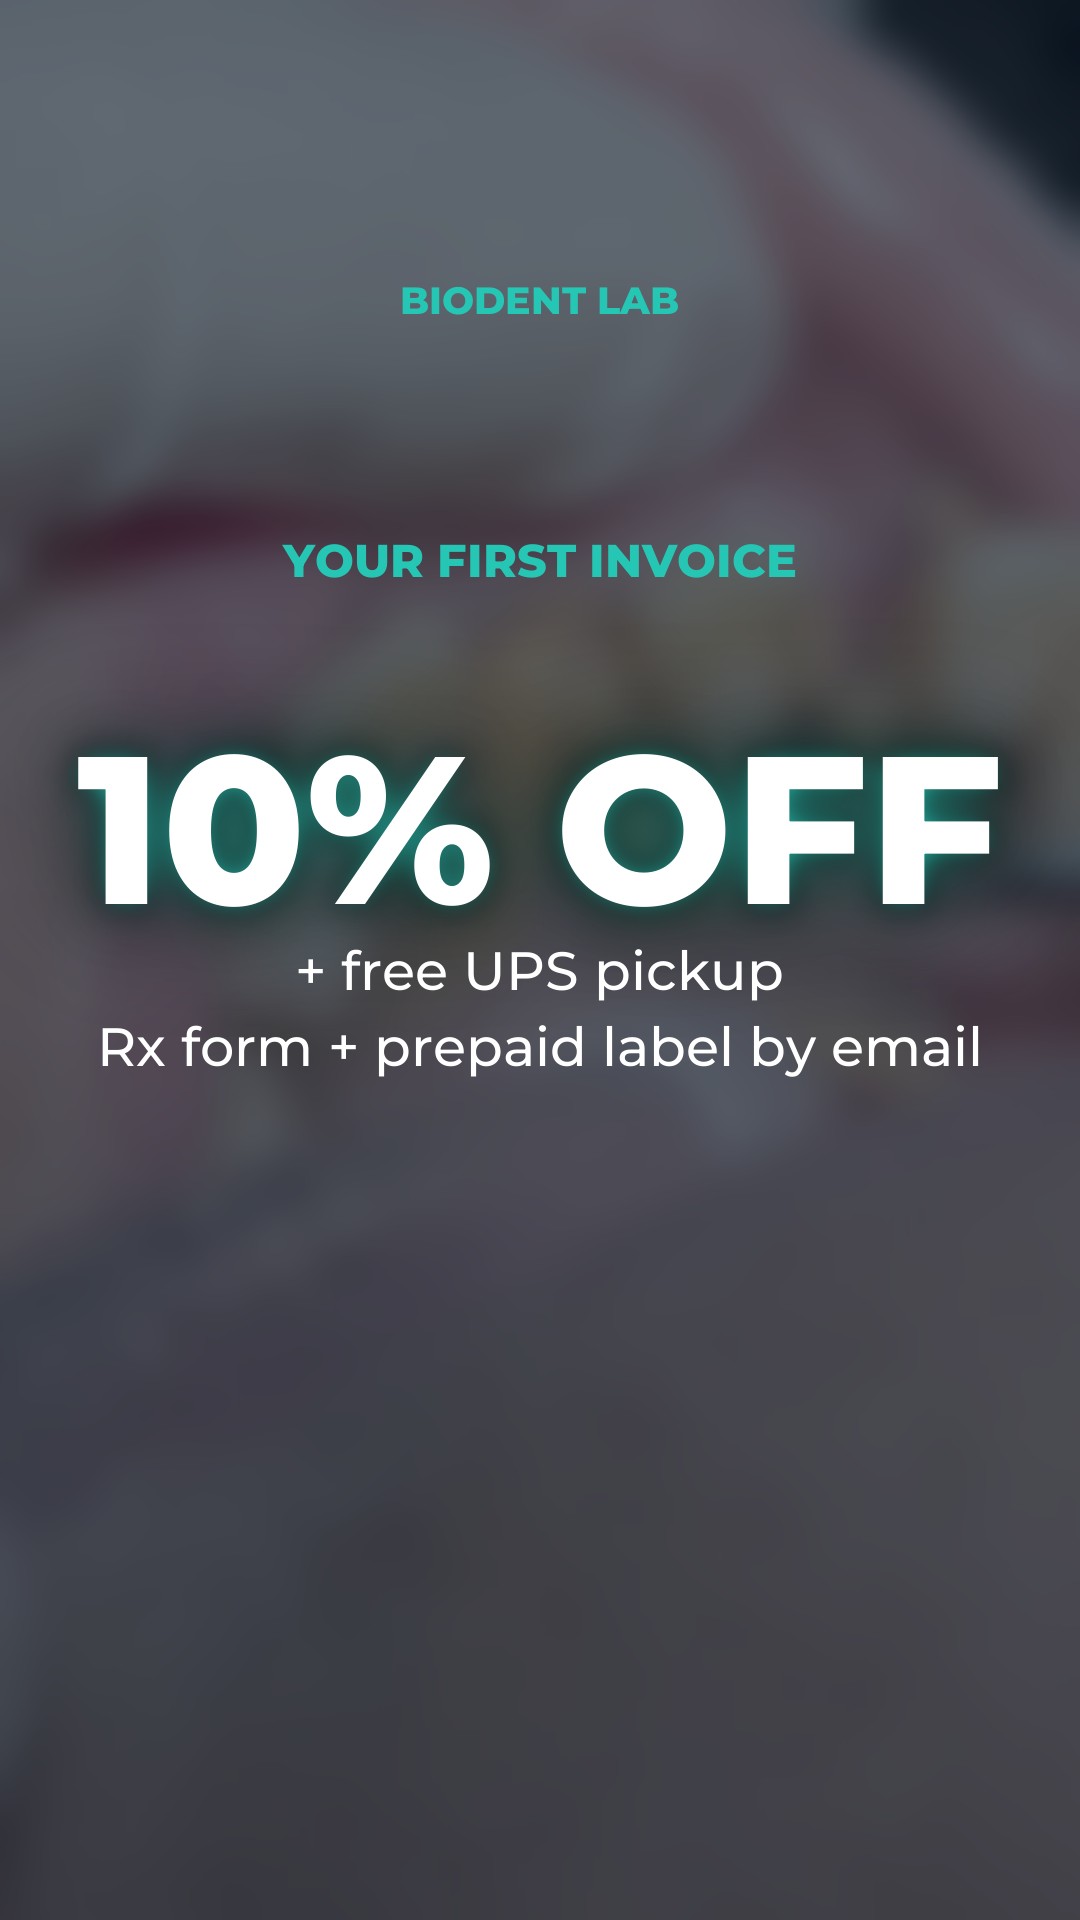 BIODENT LAB
YOUR FIRST INVOICE
10% OFF
+ free UPS pickup
Rx form + prepaid label by email